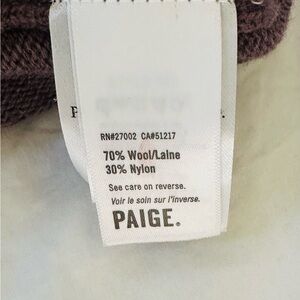 RN#27002 CA#51217
70% Wool/Laine
30% Nylon
See care on reverse.
Voir le soin sur l'inverse.
PAIGE.